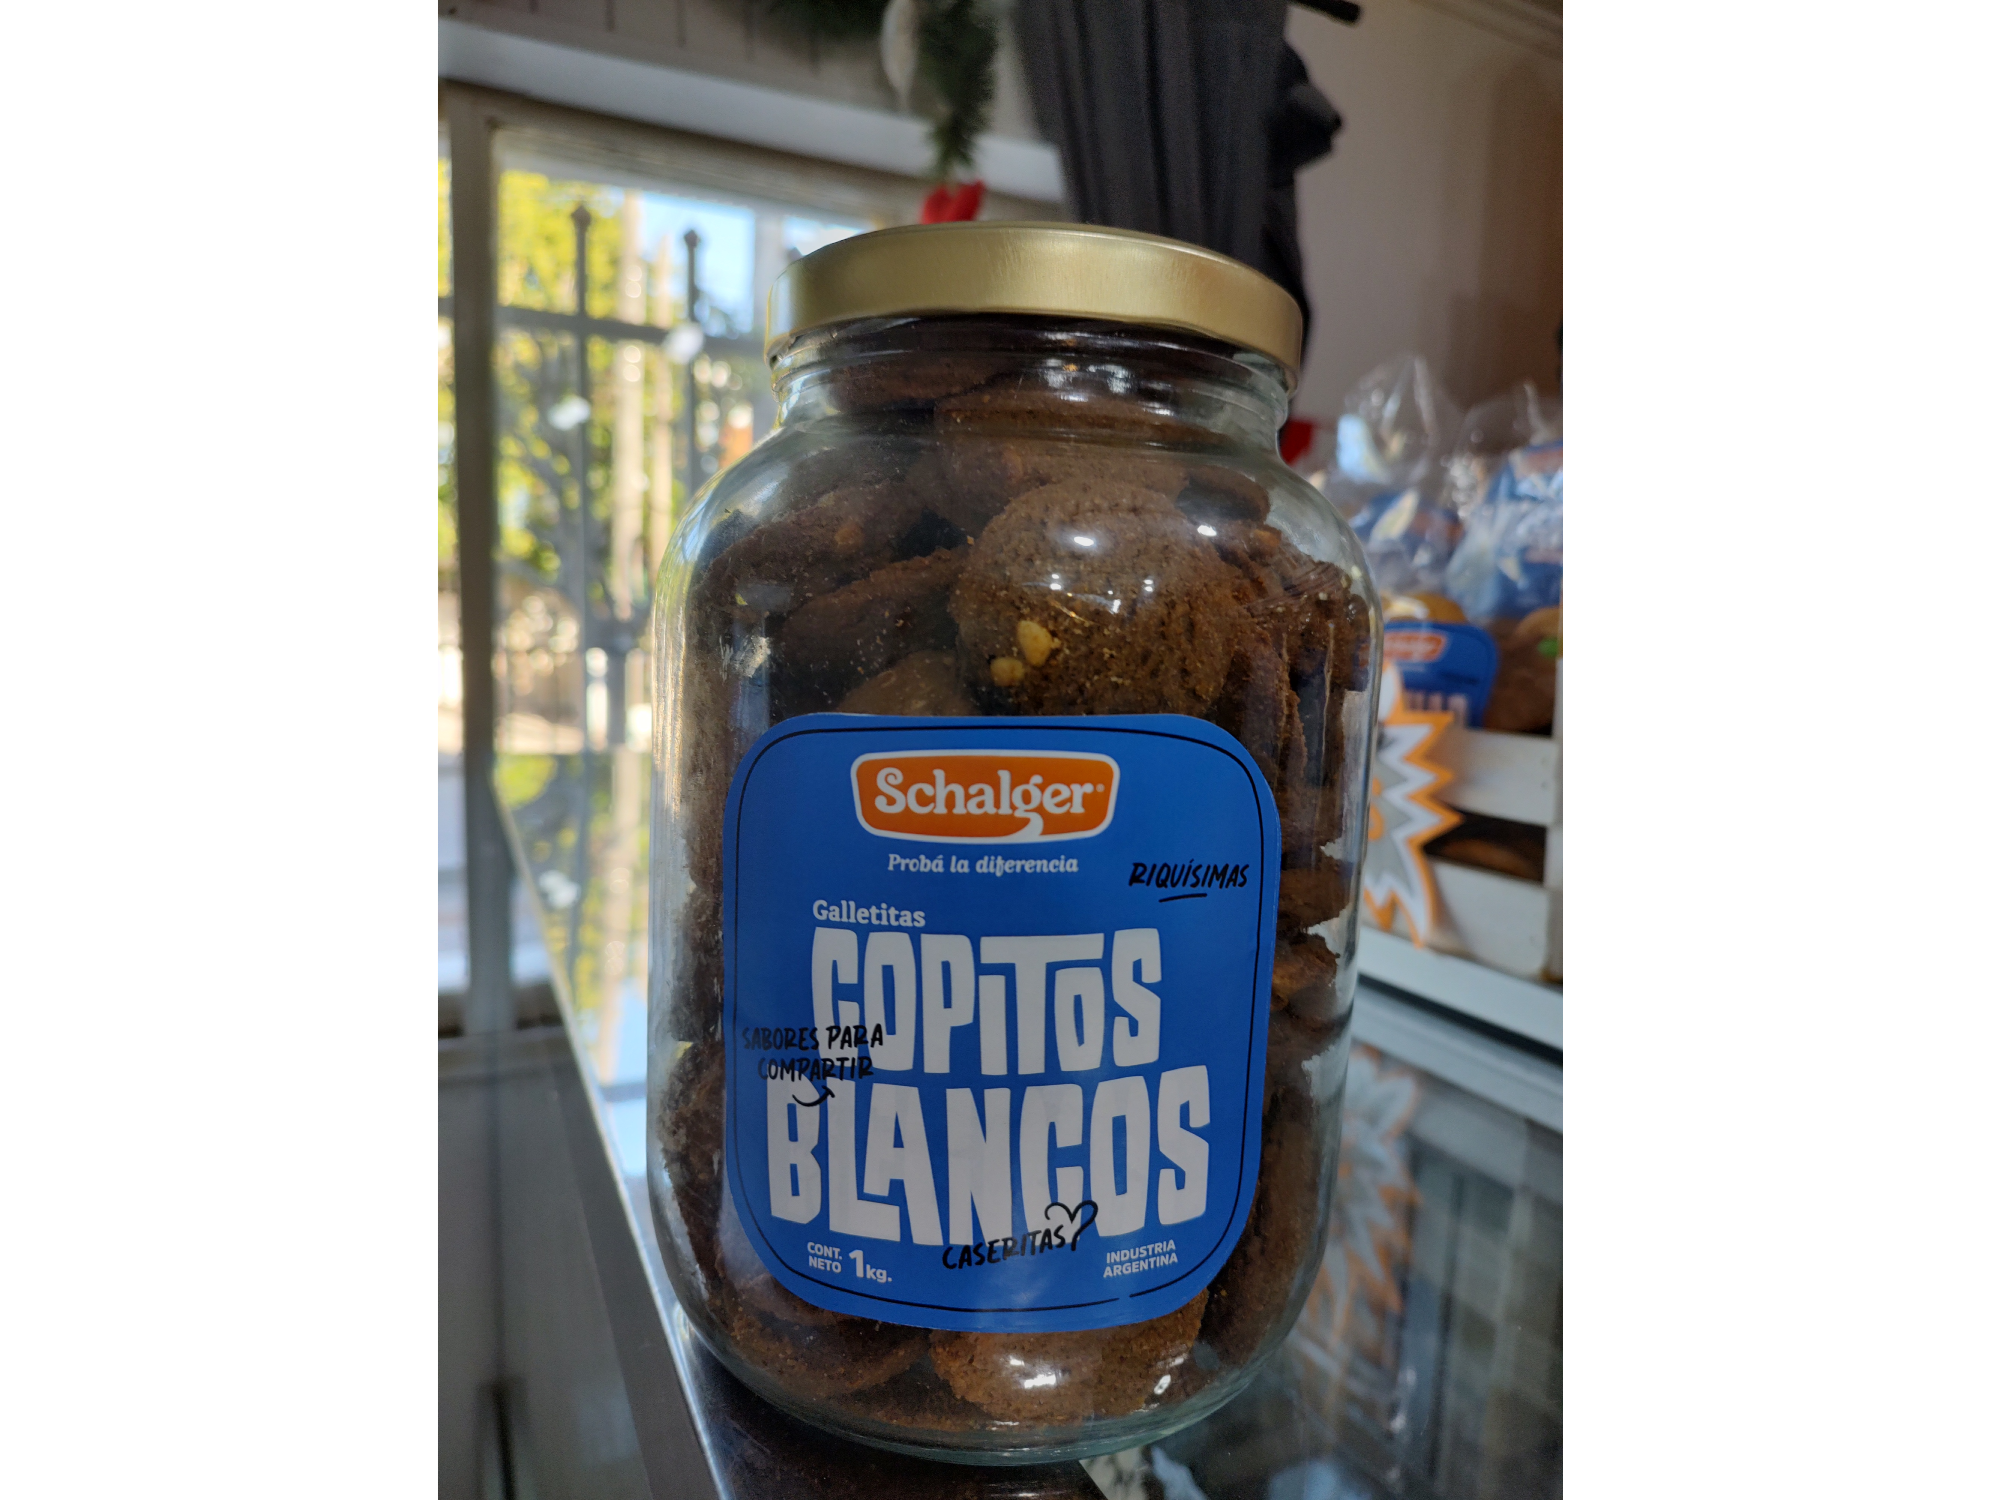 Schalger
Probá la diferencia
RIQUÍSIMAS
Galletitas
COPITOS
SABORES PARA
COMPARTIR
BLANCOS
CASERITAS
CONT.
NETO 1kg.
INDUSTRIA
ARGENTINA